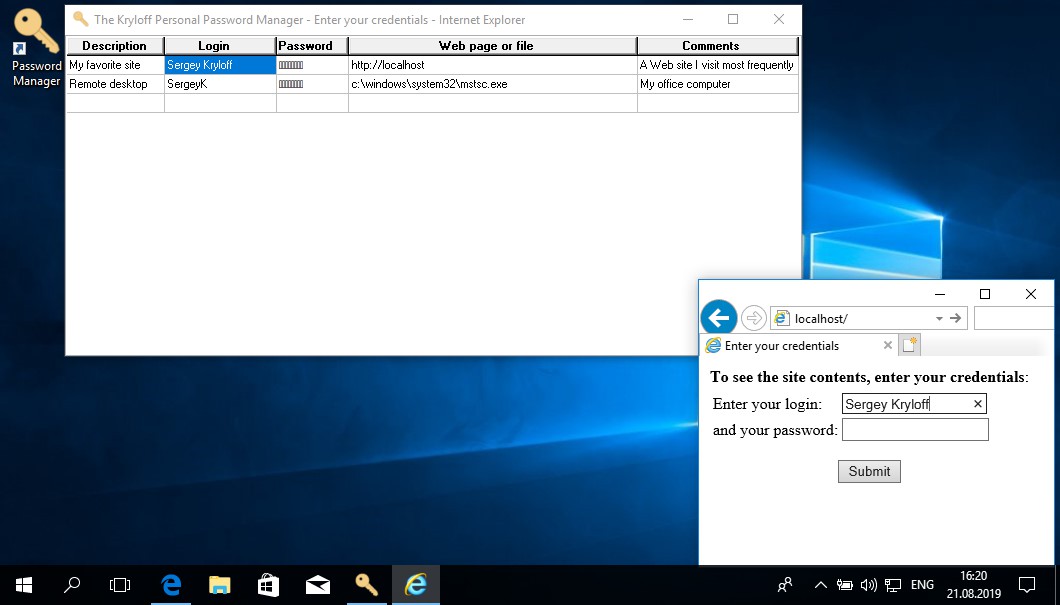 Password
Manager
The Kryloff Personal Password Manager - Enter your credentials - Internet Explorer
Description Login Password Web page or file Comments
My favorite site Sergey Kryloff http://localhost A Web site I visit most frequently
Remote desktop SergeyK c:\windows\system32\mstsc.exe My office computer
localhost/
Enter your credentials
To see the site contents, enter your credentials:
Enter your login: Sergey Kryloff
and your password:
Submit
ENG
16:20
21.08.2019